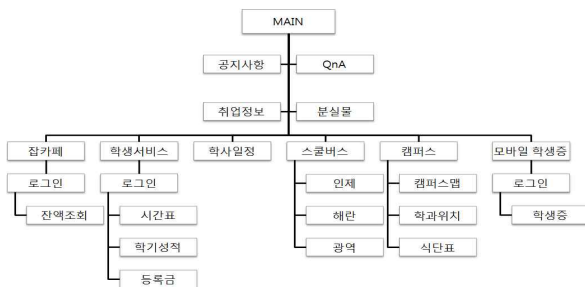 MAIN
공지사항 QnA
취업정보 분실물
잡카페 학생서비스 학사일정 스쿨버스 캠퍼스 모바일 학생증
로그인 로그인 인제 캠퍼스맵 로그인
잔액조회 시간표 해란 학과위치 학생증
학기성적 광역 식단표
등록금